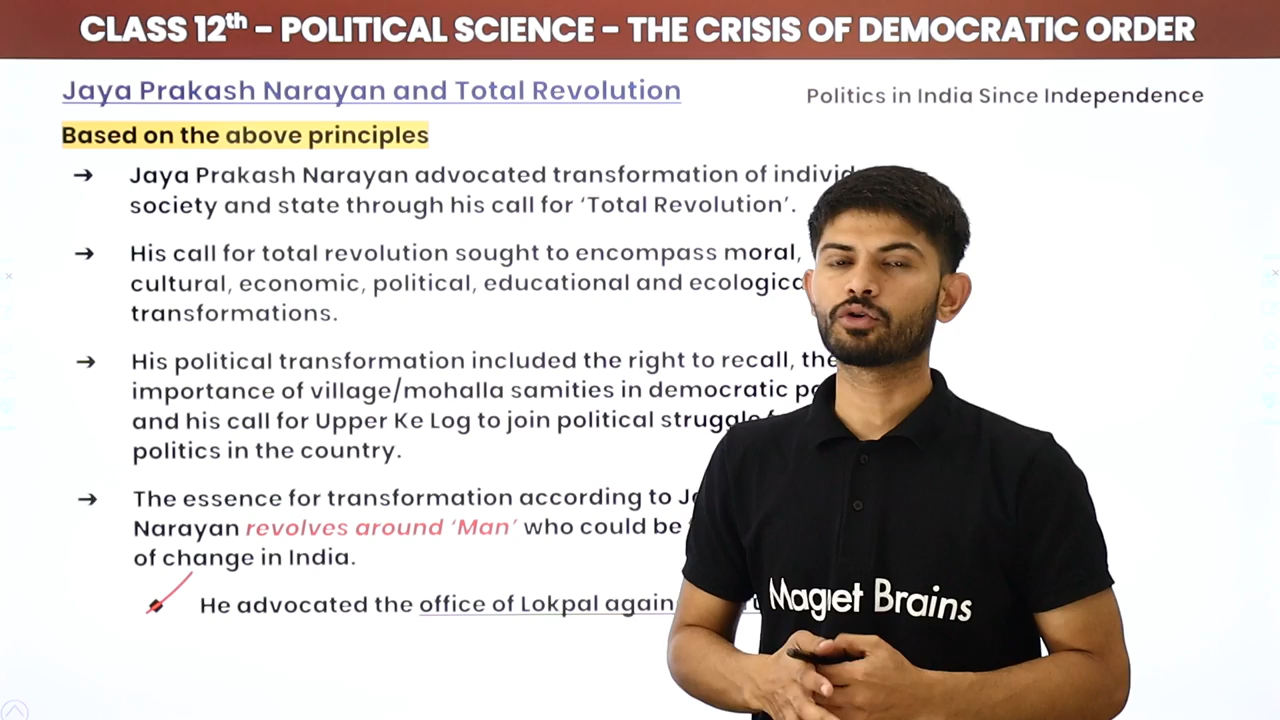 CLASS 12th – POLITICAL SCIENCE – THE CRISIS OF DEMOCRATIC ORDER
Jaya Prakash Narayan and Total Revolution
Politics in India Since Independence
Based on the above principles
➔ Jaya Prakash Narayan advocated transformation of
society and state through his call for ‘Total Revolution’.
➔ His call for total revolution sought to encompass moral,
cultural, economic, political, educational and
transformations.
➔ His political transformation included the right to recall, the
importance of village/mohalla samities in democratic
and his call for Upper Ke Log to join political struggle
politics in the country.
➔ The essence for transformation according to
Narayan revolves around ‘Man’ who could be
of change in India.
He advocated the office of Lokpal
Magnet Brains